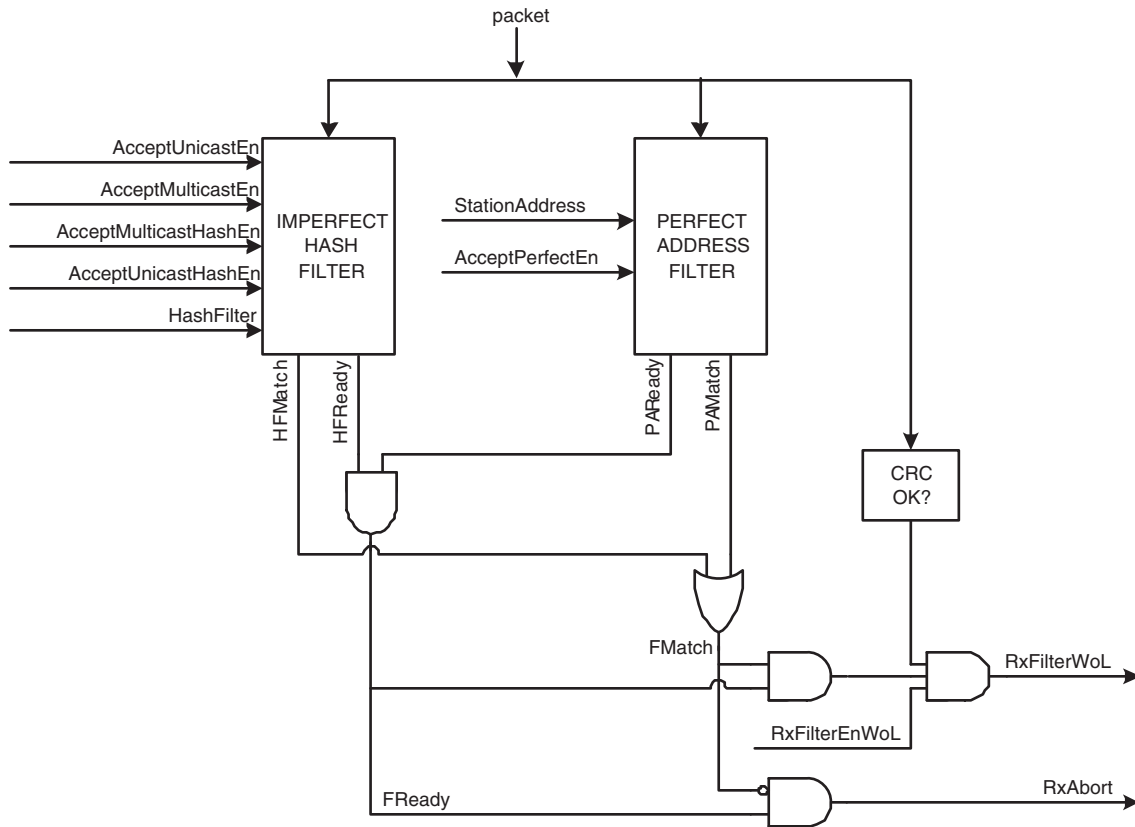 packet
AcceptUnicastEn
AcceptMulticastEn
AcceptMulticastHashEn
AcceptUnicastHashEn
HashFilter
IMPERFECT
HASH
FILTER
StationAddress
AcceptPerfectEn
PERFECT
ADDRESS
FILTER
HFMatch
HFReady
PAReady
PAMatch
CRC
OK?
FMatch
RxFilterWoL
RxFilterEnWoL
FReady
RxAbort